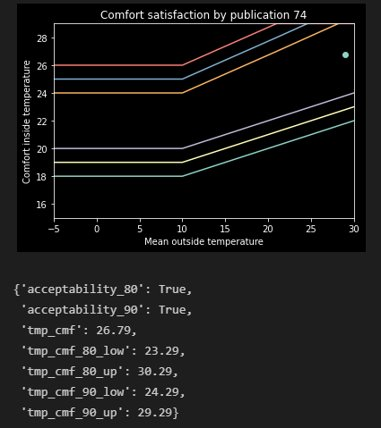 Comfort satisfaction by publication 74
28
26
24
22
20
18
16
Comfort inside temperature
−5 0 5 10 15 20 25 30
Mean outside temperature
{'acceptability_80': True,
'acceptability_90': True,
'tmp_cmf': 26.79,
'tmp_cmf_80_low': 23.29,
'tmp_cmf_80_up': 30.29,
'tmp_cmf_90_low': 24.29,
'tmp_cmf_90_up': 29.29}